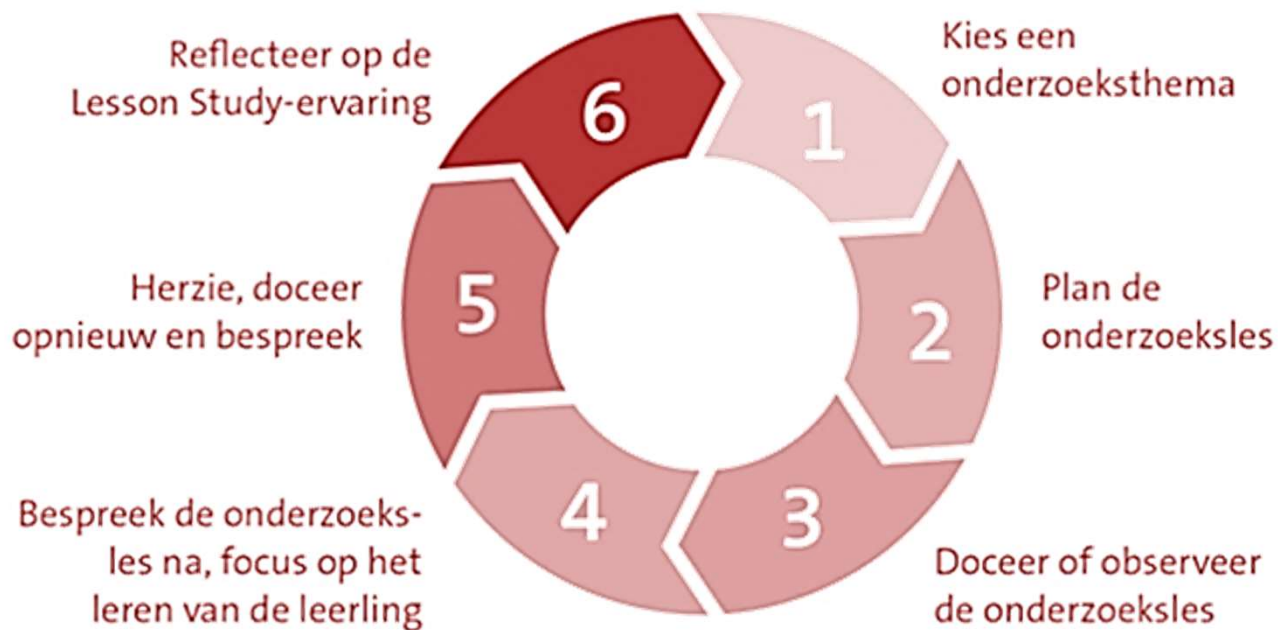 1
Kies een
onderzoeksthema
2
Plan de
onderzoeksles
3
Doceer of observeer
de onderzoeksles
4
Bespreek de onderzoeks-
les na, focus op het
leren van de leerling
5
Herzie, doceer
opnieuw en bespreek
6
Reflecteer op de
Lesson Study-ervaring